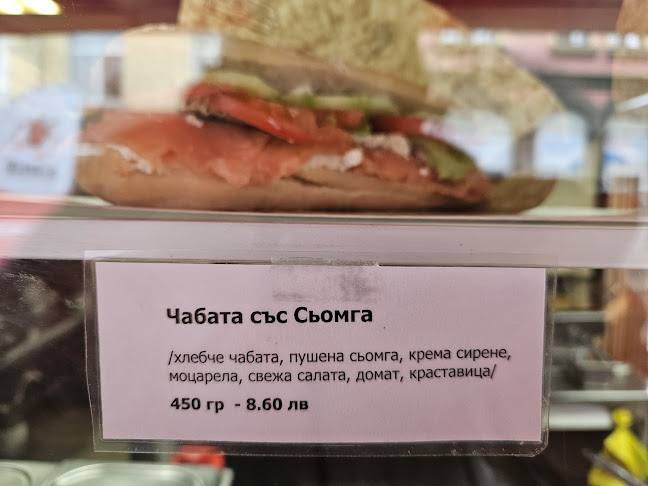 Чабата със Сьомга
/хлебче чабата, пушена сьомга, крема сирене,
моцарела, свежа салата, домат, краставица/
450 гр - 8.60 лв